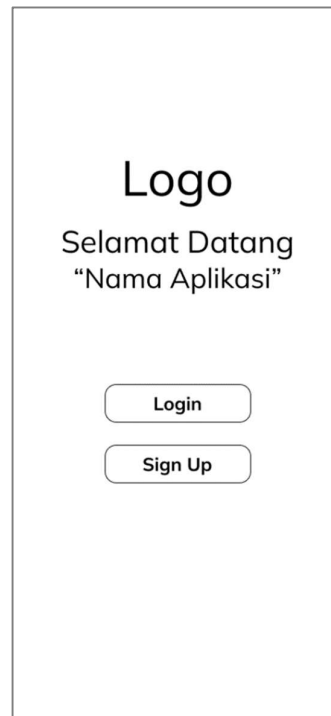 Logo
Selamat Datang
“Nama Aplikasi”
Login
Sign Up